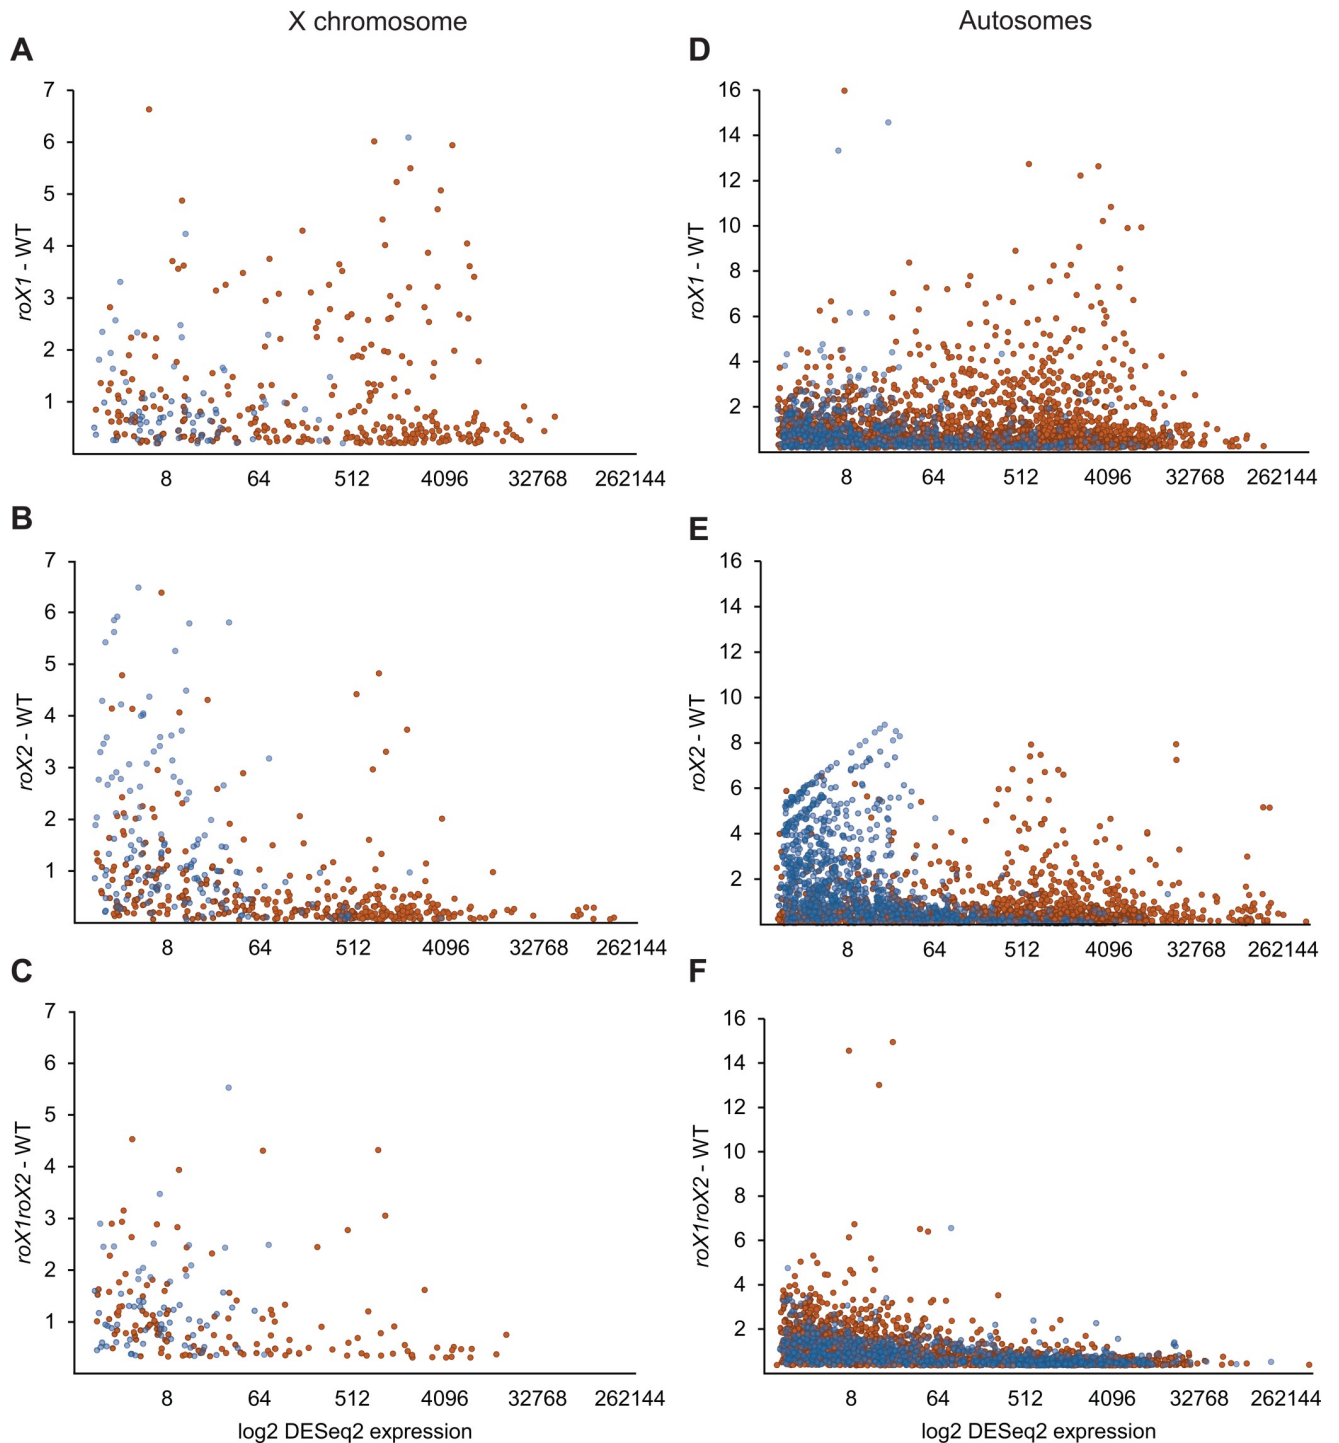 X chromosome
Autosomes
A
7
6
5
4
3
2
1
roX1 - WT
8 64 512 4096 32768 262144
D
16
14
12
10
8
6
4
2
roX1 - WT
8 64 512 4096 32768 262144
B
7
6
5
4
3
2
1
roX2 - WT
8 64 512 4096 32768 262144
E
16
14
12
10
8
6
4
2
roX2 - WT
8 64 512 4096 32768 262144
C
7
6
5
4
3
2
1
roX1roX2 - WT
8 64 512 4096 32768 262144
log2 DESeq2 expression
F
16
14
12
10
8
6
4
2
roX1roX2 - WT
8 64 512 4096 32768 262144
log2 DESeq2 expression